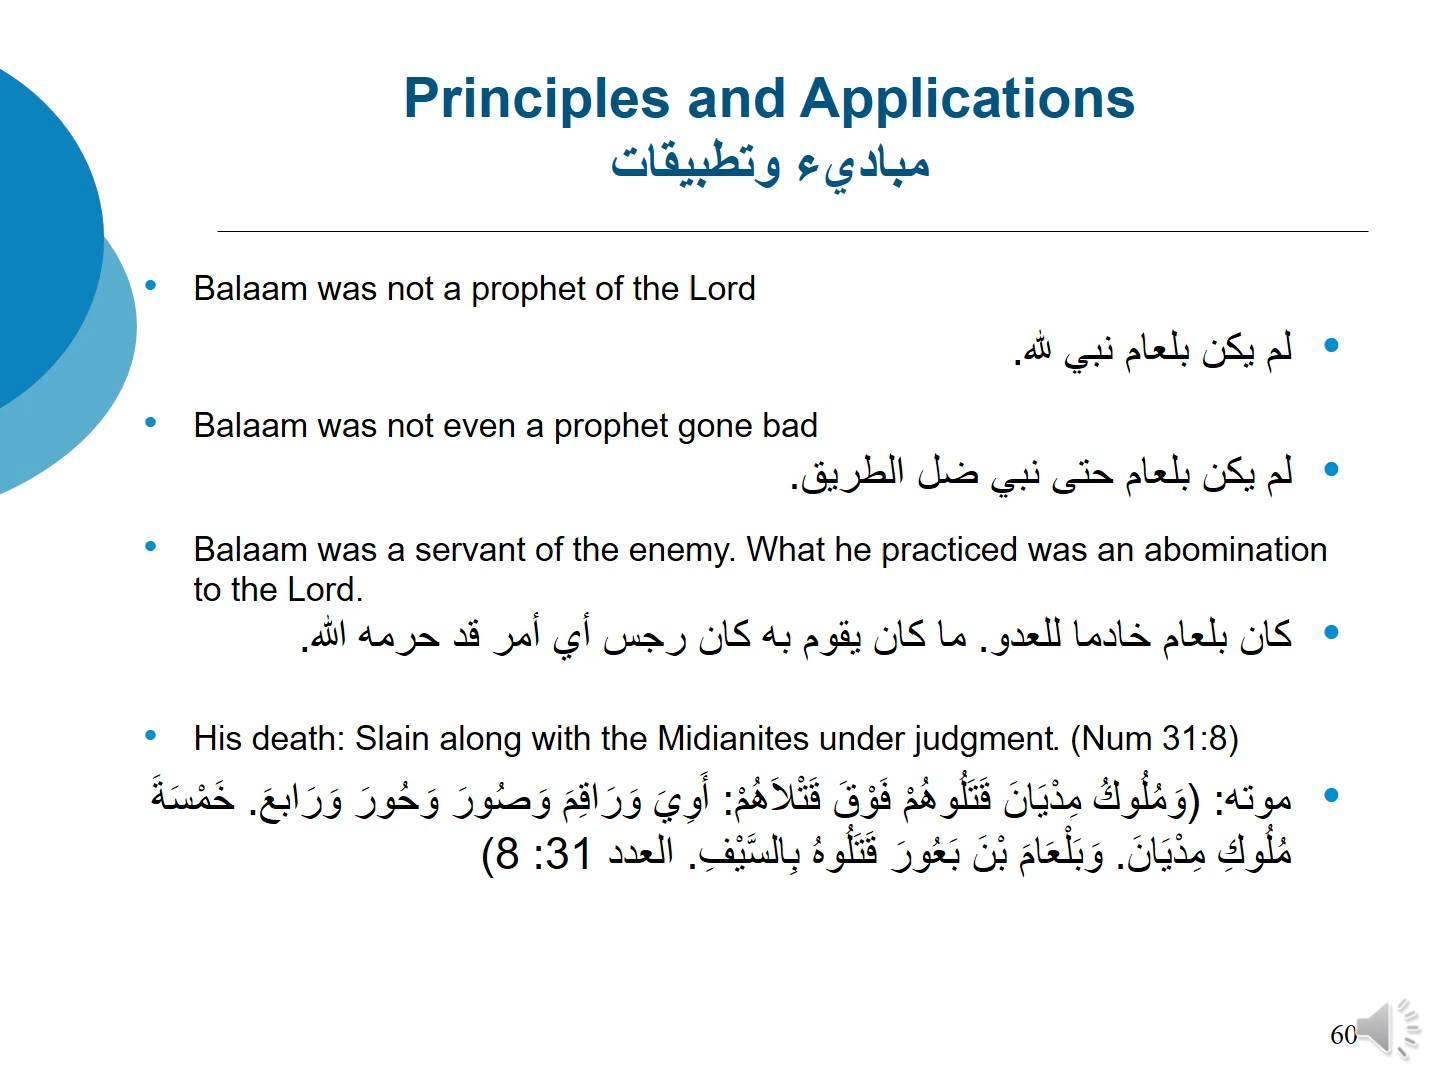 Principles and Applications
مباديء وتطبيقات
• Balaam was not a prophet of the Lord
• لم يكن بلعام نبي لله.
• Balaam was not even a prophet gone bad
• لم يكن بلعام حتى نبي ضل الطريق.
• Balaam was a servant of the enemy. What he practiced was an abomination
to the Lord.
• كان بلعام خادما للعدو. ما كان يقوم به كان رجس أي أمر قد حرمه الله.
• His death: Slain along with the Midianites under judgment. (Num 31:8)
• موته: (وَمُلُوكُ مِدْيَانَ قَتَلُوهُمْ فَوْقَ قَتْلاَهُمْ: أَوِيَ وَرَاقِمَ وَصُورَ وَحُورَ وَرَابعَ. خَمْسَةَ
مُلُوكِ مِدْيَانَ. وَبَلْعَامَ بْنَ بَعُورَ قَتَلُوهُ بِالسَّيْفِ. العدد 31: 8)
60